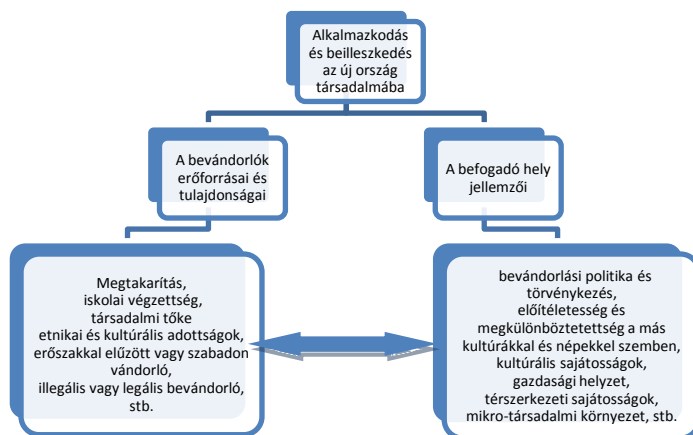 Alkalmazkodás
és beilleszkedés
az új ország
társadalmába
A bevándorlók
erőforrásai és
tulajdonságai
A befogadó hely
jellemzői
Megtakarítás,
iskolai végzettség,
társadalmi tőke
etnikai és kultúrális adottságok,
erőszakkal elűzött vagy szabadon
vándorló,
illegális vagy legális bevándorló,
stb.
bevándorlási politika és
törvénykezés,
előítéletesség és
megkülönböztetettség a más
kultúrákkal és népekkel szemben,
kultúrális sajátosságok,
gazdasági helyzet,
térszerkezeti sajátosságok,
mikro-társadalmi környezet, stb.